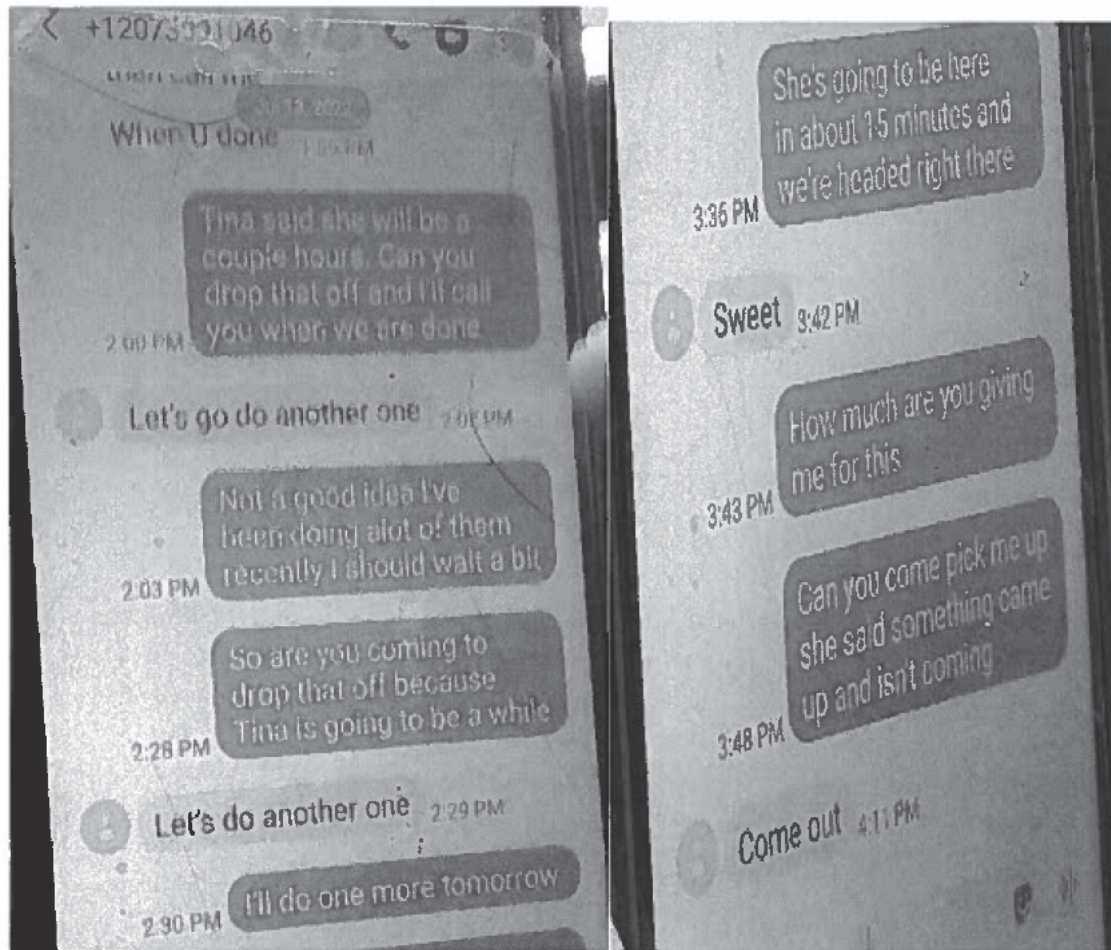 When U done
Tina said she will be a
couple hours. Can you
drop that off and I'll call
you when we are done
2:00 PM
Let's go do another one
Not a good idea I've
been doing alot of them
recently I should wait a bit
2:03 PM
So are you coming to
drop that off because
Tina is going to be a while
2:28 PM
Let's do another one 2:29 PM
I'll do one more tomorrow
2:30 PM
She's going to be here
in about 15 minutes and
we're headed right there
3:36 PM
Sweet 3:42 PM
How much are you giving
me for this
3:43 PM
Can you come pick me up
she said something came
up and isn't coming
3:48 PM
Come out 4:11 PM